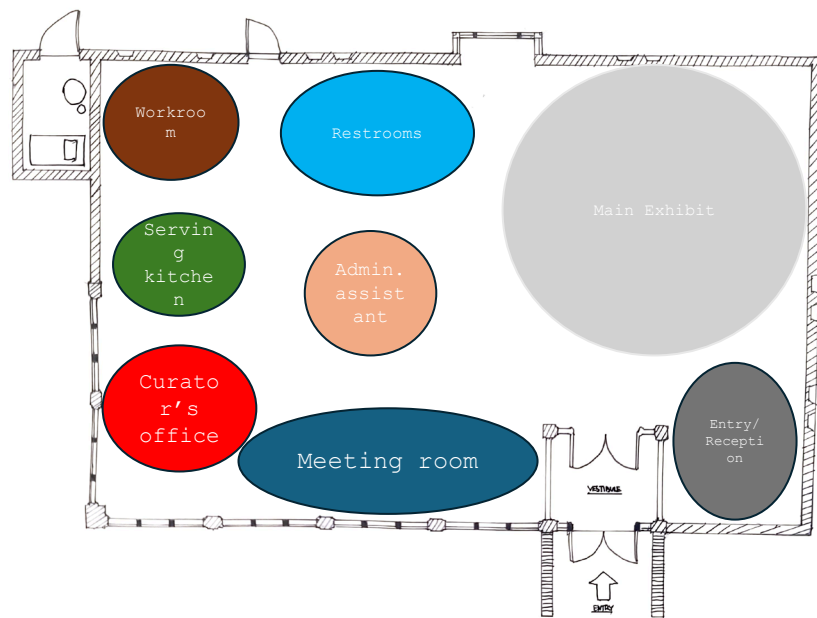 Workroo
m
Restrooms
Main Exhibit
Servin
g
kitche
n
Admin.
assist
ant
Curato
r’s
office
Meeting room
Entry/
Recepti
on
VESTIBULE
ENTRY